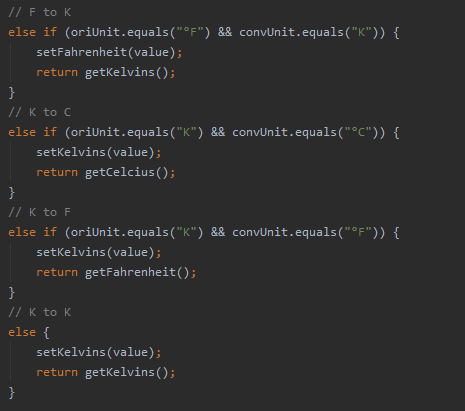 // F to K
else if (oriUnit.equals("°F") && convUnit.equals("K")) {
    setFahrenheit(value);
    return getKelvins();
}
// K to C
else if (oriUnit.equals("K") && convUnit.equals("°C")) {
    setKelvins(value);
    return getCelcius();
}
// K to F
else if (oriUnit.equals("K") && convUnit.equals("°F")) {
    setKelvins(value);
    return getFahrenheit();
}
// K to K
else {
    setKelvins(value);
    return getKelvins();
}